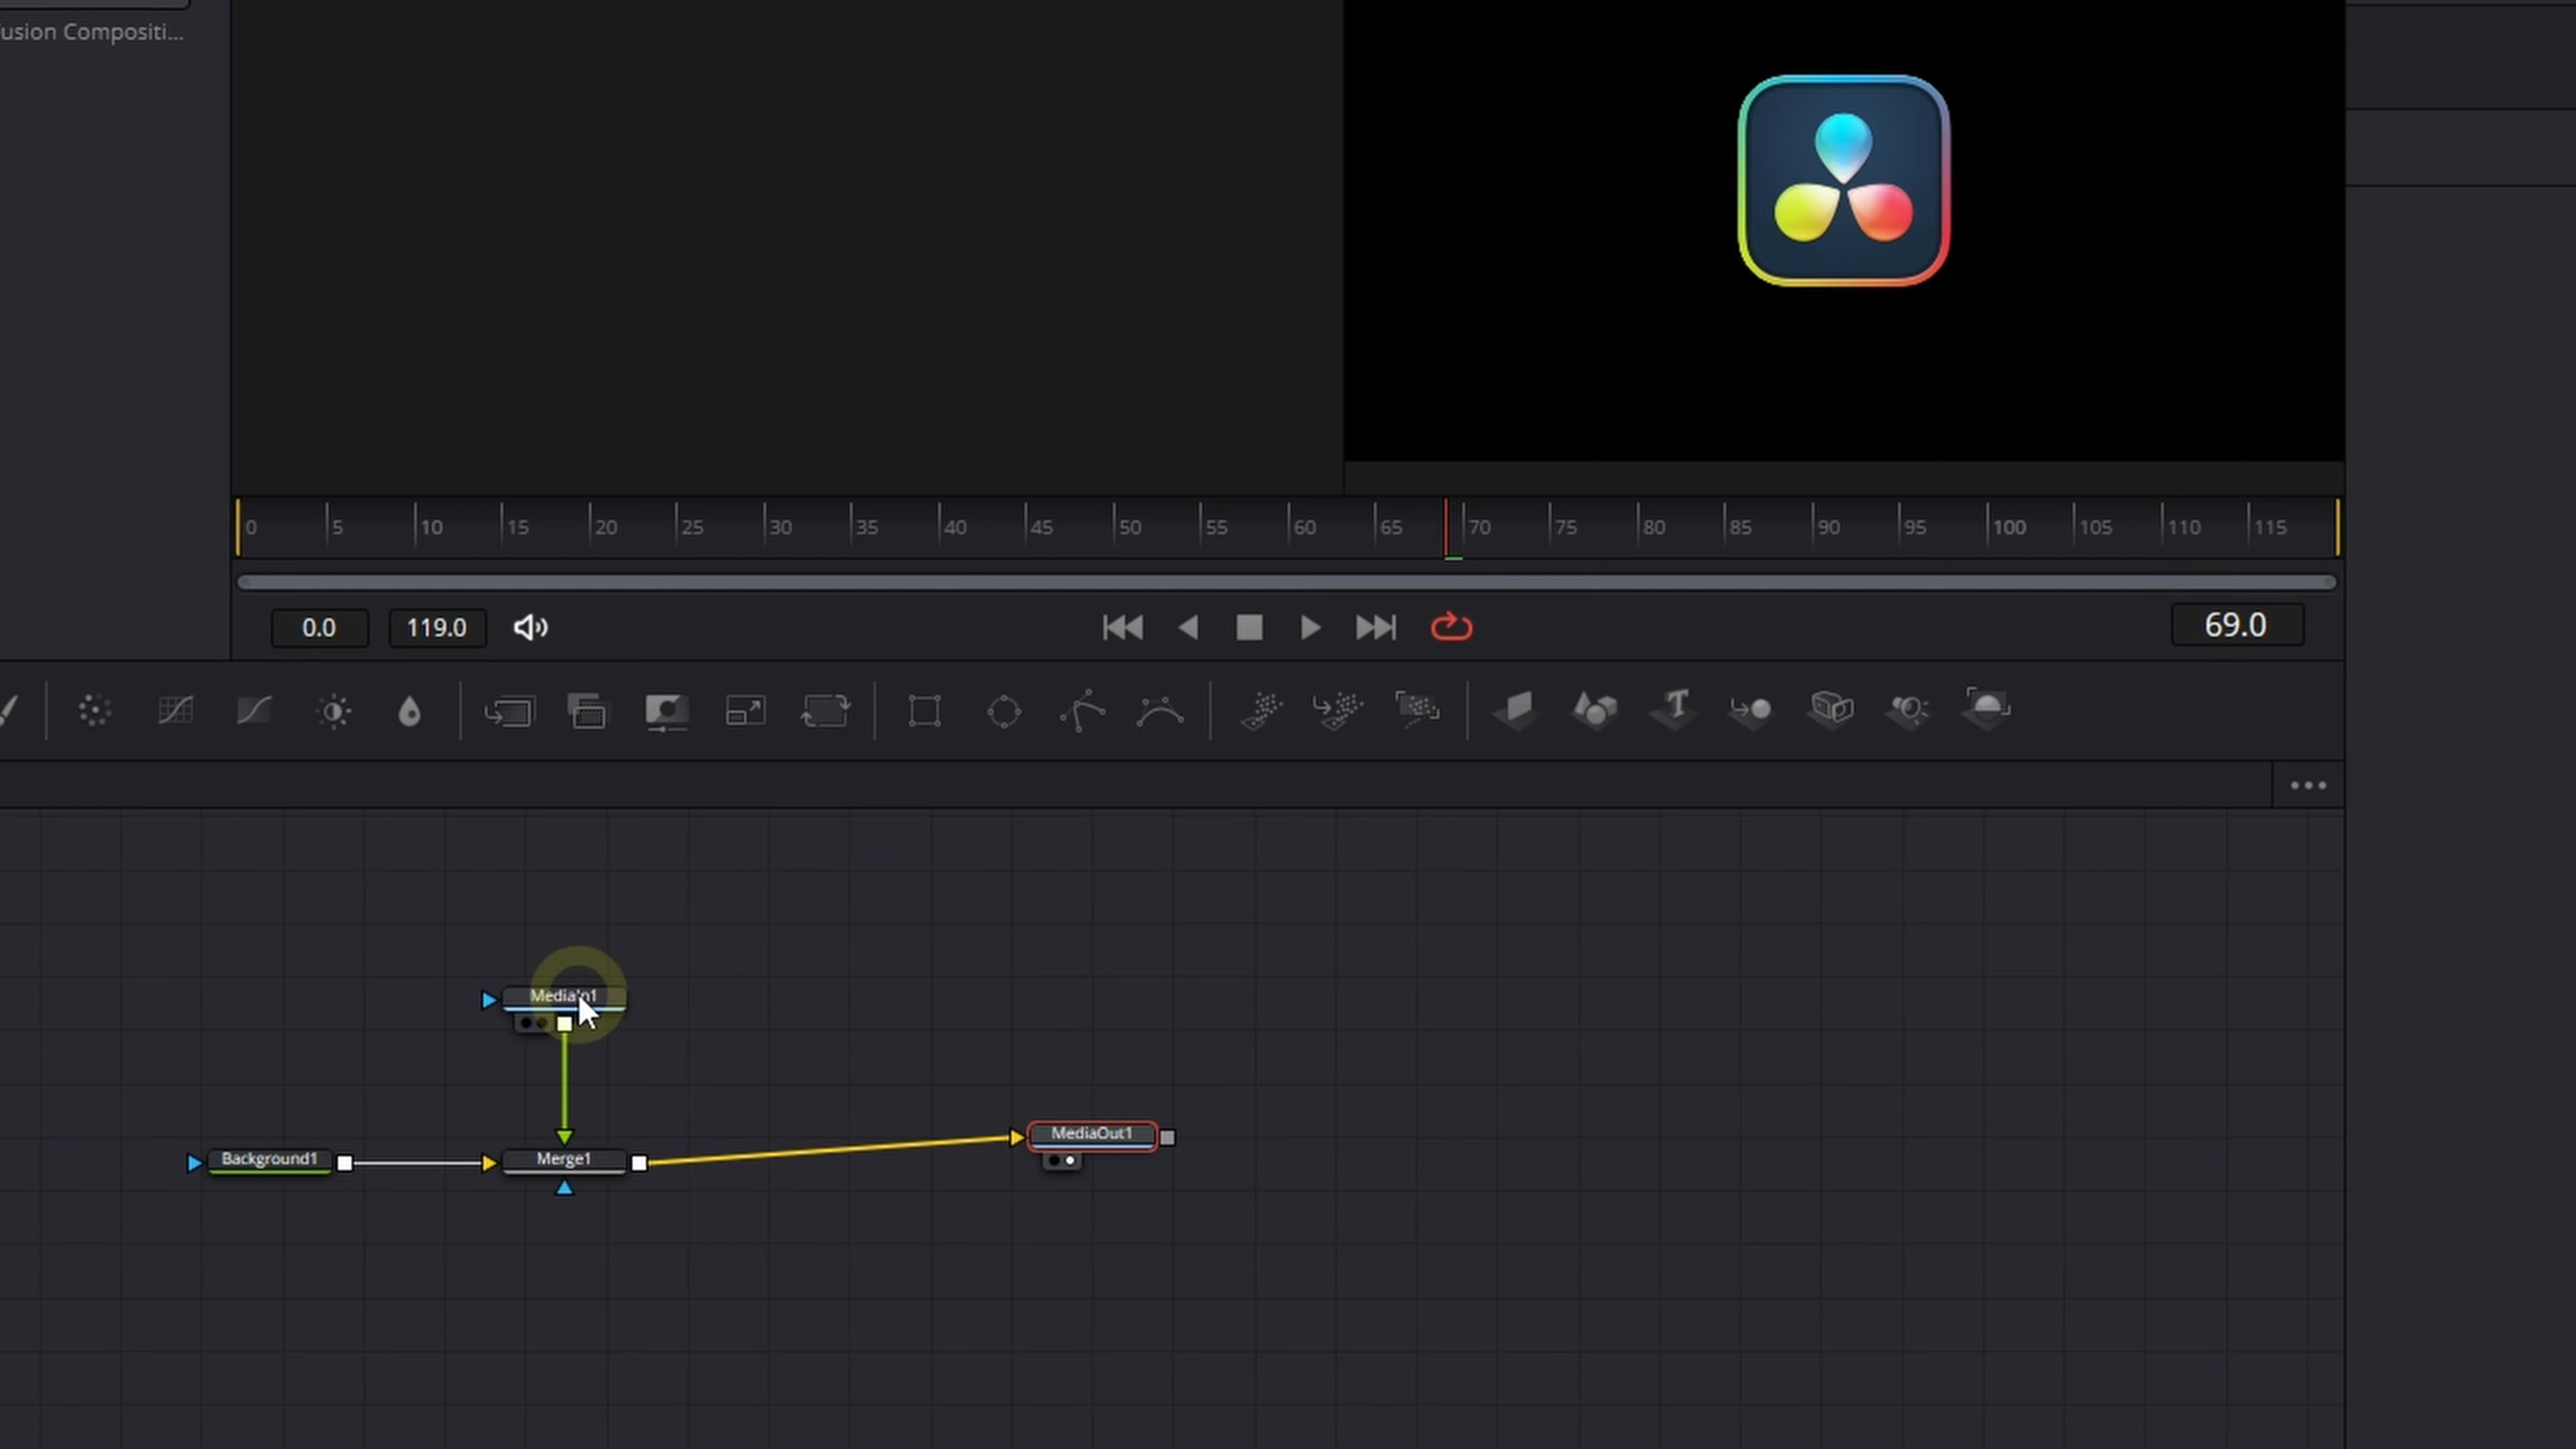 usion Compositi...
0 5 10 15 20 25 30 35 40 45 50 55 60 65 70 75 80 85 90 95 100 105 110 115
0.0 119.0 69.0
MediaIn1
MediaOut1
Background1 Merge1